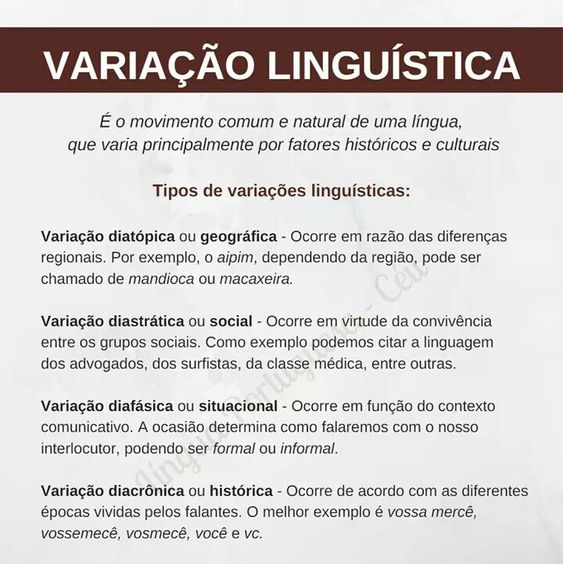 VARIAÇÃO LINGUÍSTICA
É o movimento comum e natural de uma língua,
que varia principalmente por fatores históricos e culturais
Tipos de variações linguísticas:
Variação diatópica ou geográfica - Ocorre em razão das diferenças
regionais. Por exemplo, o aipim, dependendo da região, pode ser
chamado de mandioca ou macaxeira.
Variação diastrática ou social - Ocorre em virtude da convivência
entre os grupos sociais. Como exemplo podemos citar a linguagem
dos advogados, dos surfistas, da classe médica, entre outras.
Variação diafásica ou situacional - Ocorre em função do contexto
comunicativo. A ocasião determina como falaremos com o nosso
interlocutor, podendo ser formal ou informal.
Variação diacrônica ou histórica - Ocorre de acordo com as diferentes
épocas vividas pelos falantes. O melhor exemplo é vossa mercê,
vossemecê, vosmecê, você e vc.
Língua Portuguesa - Céu